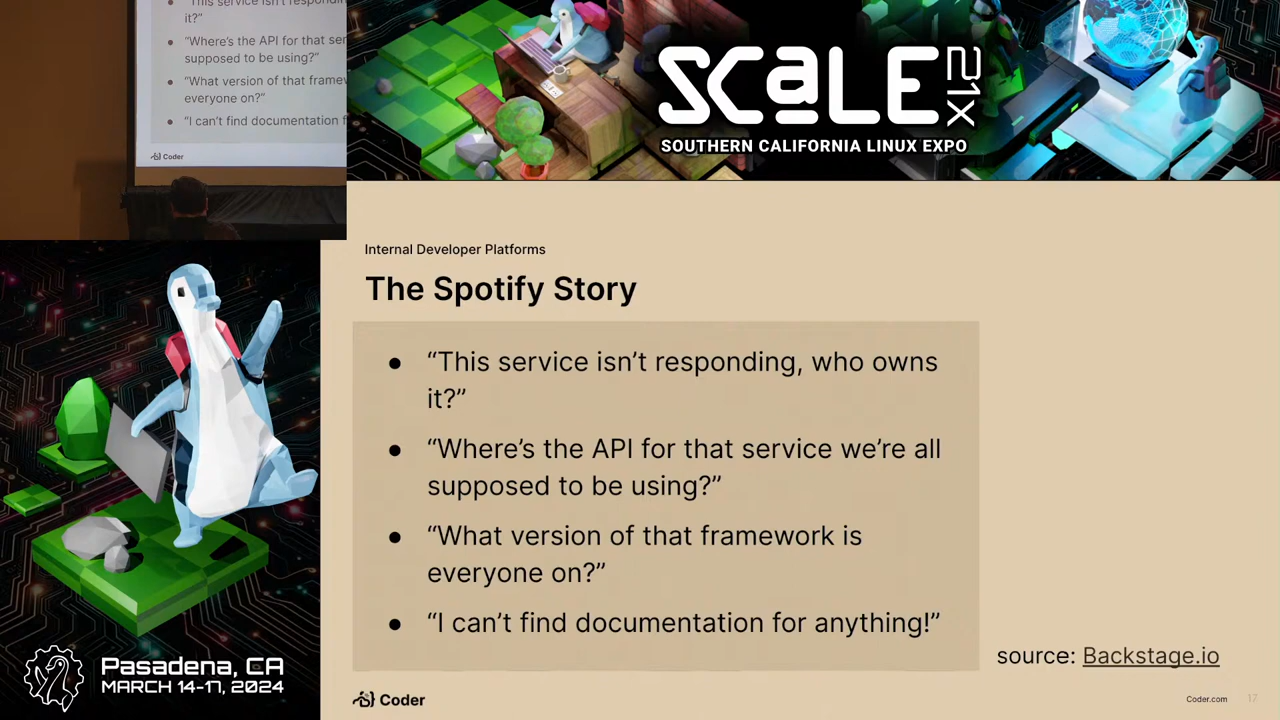 This service isn't respondin
it?"
● "Where's the API for that ser
supposed to be using?"
● "What version of that framew
everyone on?"
● "I can't find documentation f
Coder
SCaLE 21X
SOUTHERN CALIFORNIA LINUX EXPO
Internal Developer Platforms
The Spotify Story
● “This service isn’t responding, who owns
it?”
● “Where’s the API for that service we’re all
supposed to be using?”
● “What version of that framework is
everyone on?”
● “I can’t find documentation for anything!”
source: Backstage.io
Coder
Coder.com
17
Pasadena, CA
MARCH 14-17, 2024